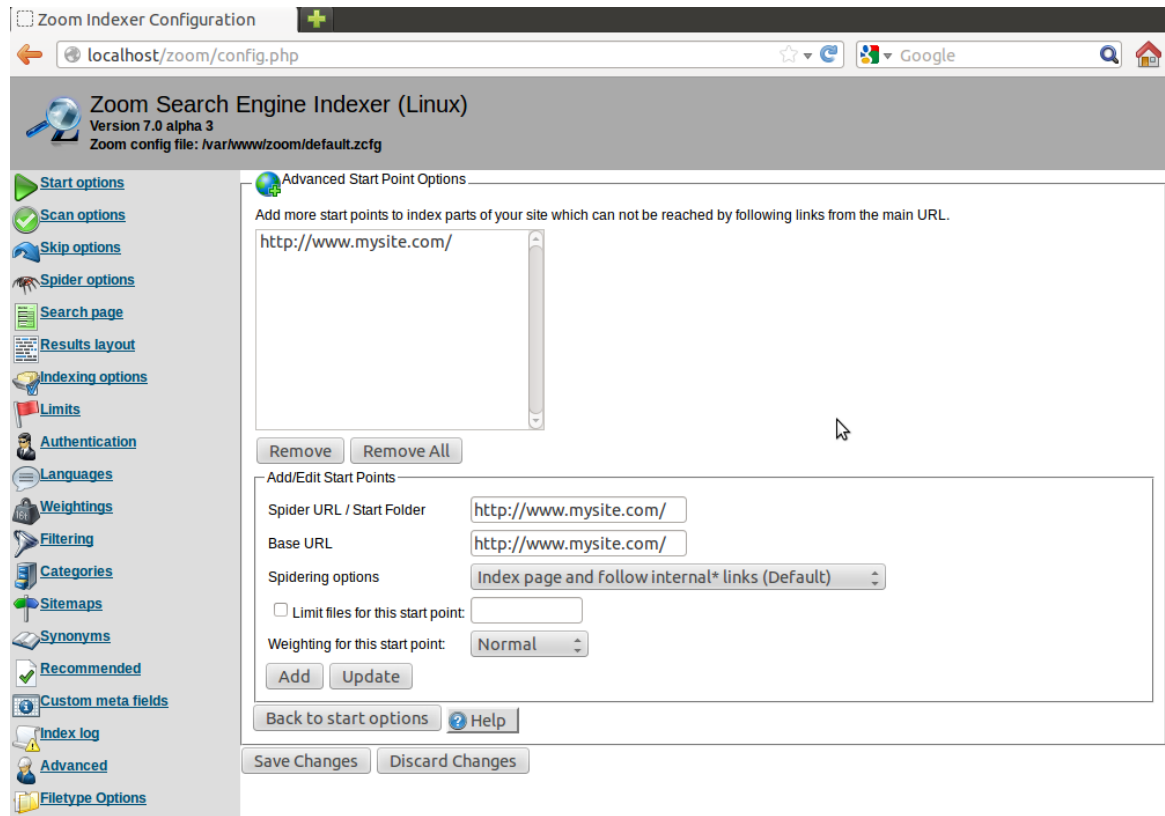 Zoom Indexer Configuration
localhost/zoom/config.php
Google
Zoom Search Engine Indexer (Linux)
Version 7.0 alpha 3
Zoom config file: /var/www/zoom/default.zcfg
Start options
Scan options
Skip options
Spider options
Search page
Results layout
Indexing options
Limits
Authentication
Languages
Weightings
Filtering
Categories
Sitemaps
Synonyms
Recommended
Custom meta fields
Index log
Advanced
Filetype Options
Advanced Start Point Options
Add more start points to index parts of your site which can not be reached by following links from the main URL.
http://www.mysite.com/
Remove Remove All
Add/Edit Start Points
Spider URL / Start Folder http://www.mysite.com/
Base URL http://www.mysite.com/
Spidering options Index page and follow internal* links (Default)
Limit files for this start point:
Weighting for this start point: Normal
Add Update
Back to start options Help
Save Changes Discard Changes